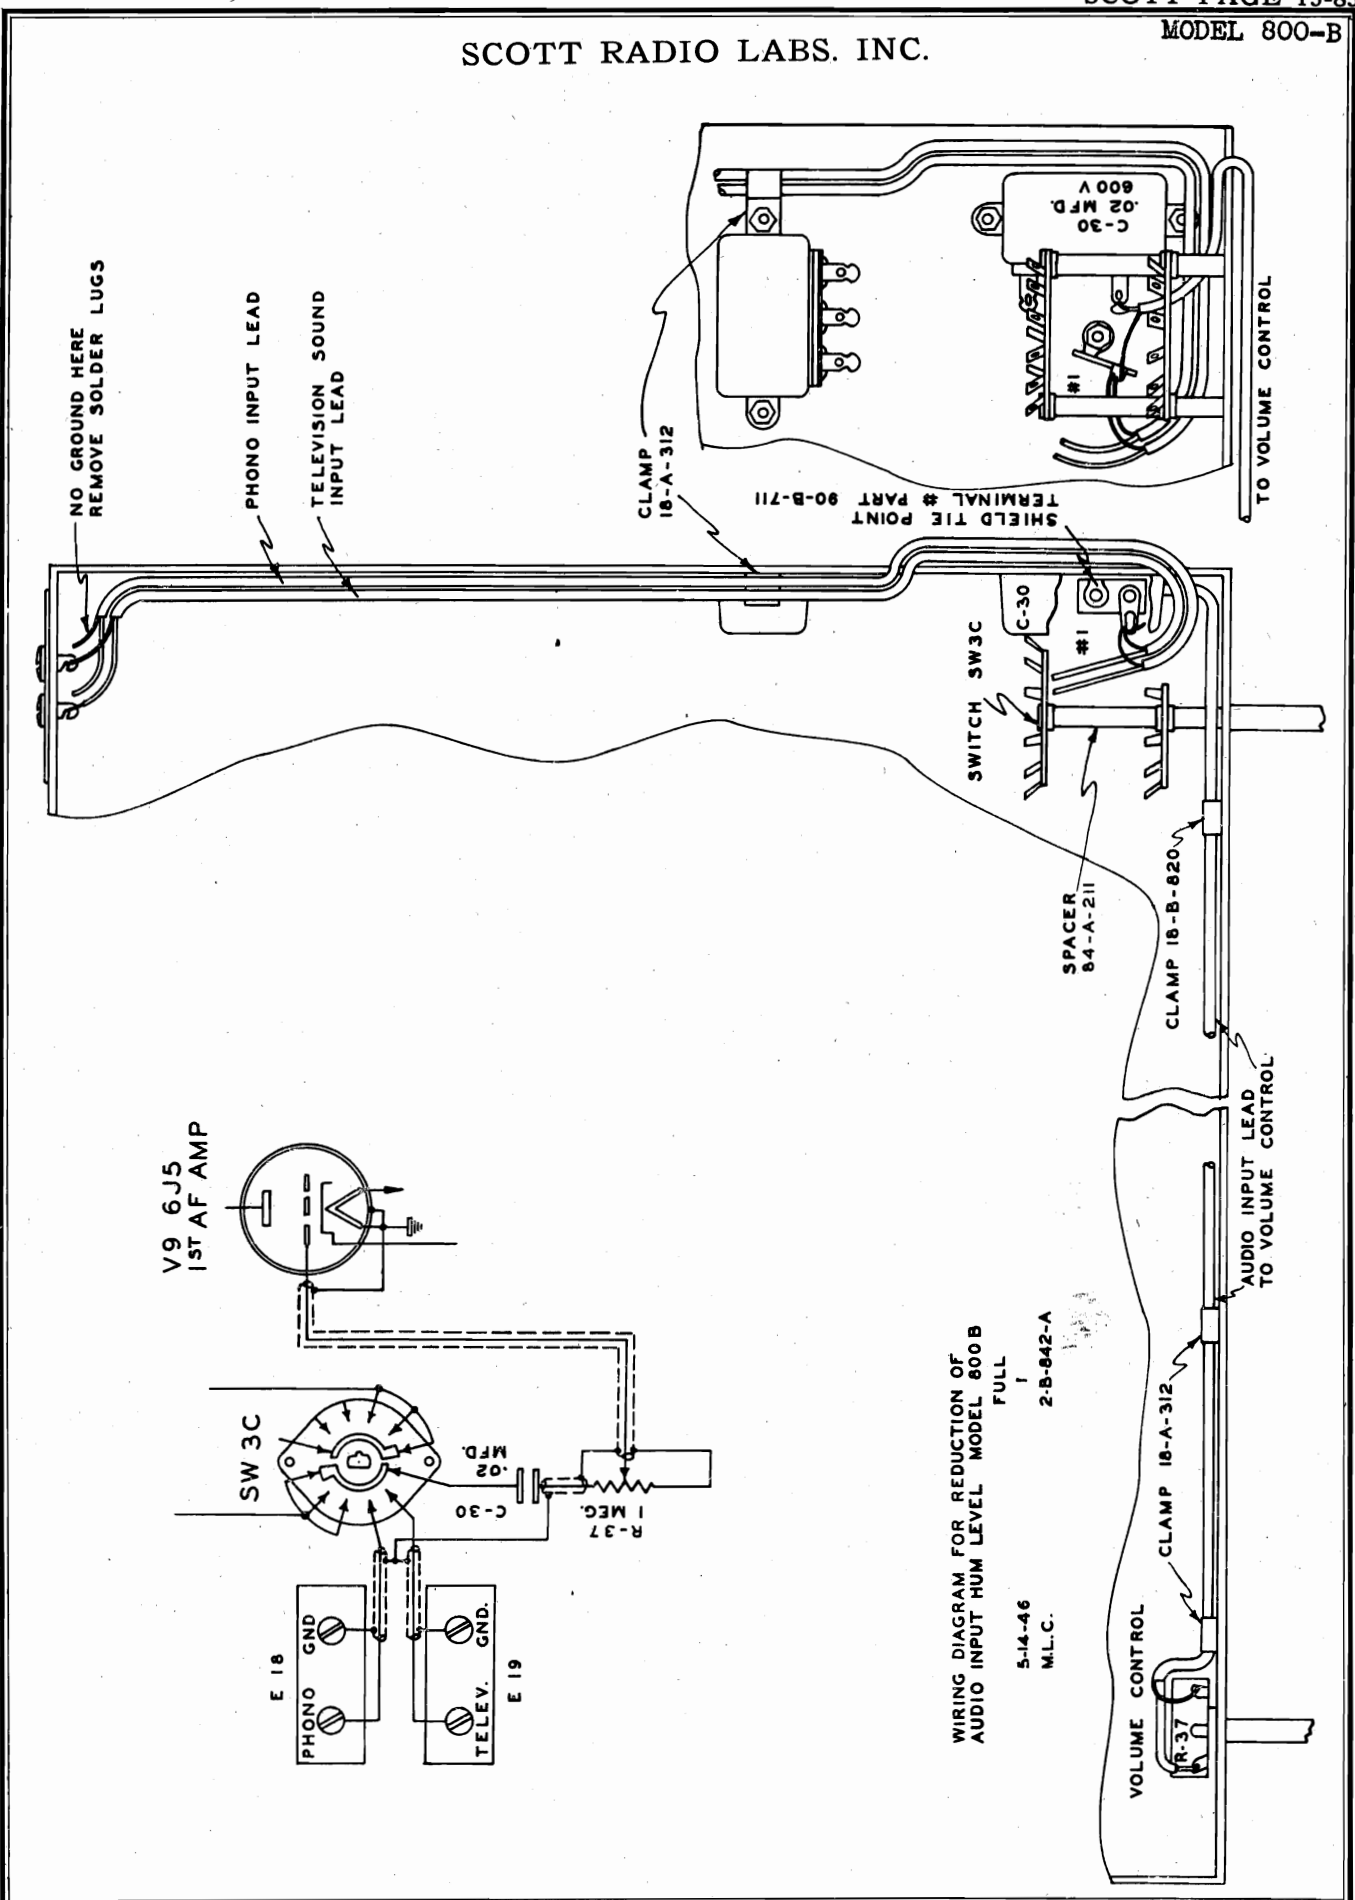 SCOTT PAGE 15-83
MODEL 800-B
SCOTT RADIO LABS. INC.
NO GROUND HERE
REMOVE SOLDER LUGS
PHONO INPUT LEAD
TELEVISION SOUND
INPUT LEAD
CLAMP
18-A-312
C-30
.02 MFD.
600 V
#1
TO VOLUME CONTROL
SHIELD TIE POINT
TERMINAL # PART 90-B-711
C-30
#1
SWITCH SW3C
SPACER
84-A-211
CLAMP 18-B-820
AUDIO INPUT LEAD
TO VOLUME CONTROL
CLAMP 18-A-312
VOLUME CONTROL
R-37
V9 6J5
1ST AF AMP
SW 3C
C-30
.02
MFD.
R-37
1 MEG.
E 18
PHONO GND
TELEV. GND.
E 19
WIRING DIAGRAM FOR REDUCTION OF
AUDIO INPUT HUM LEVEL MODEL 800B
FULL
1
5-14-46
M.L.C.
2-B-842-A